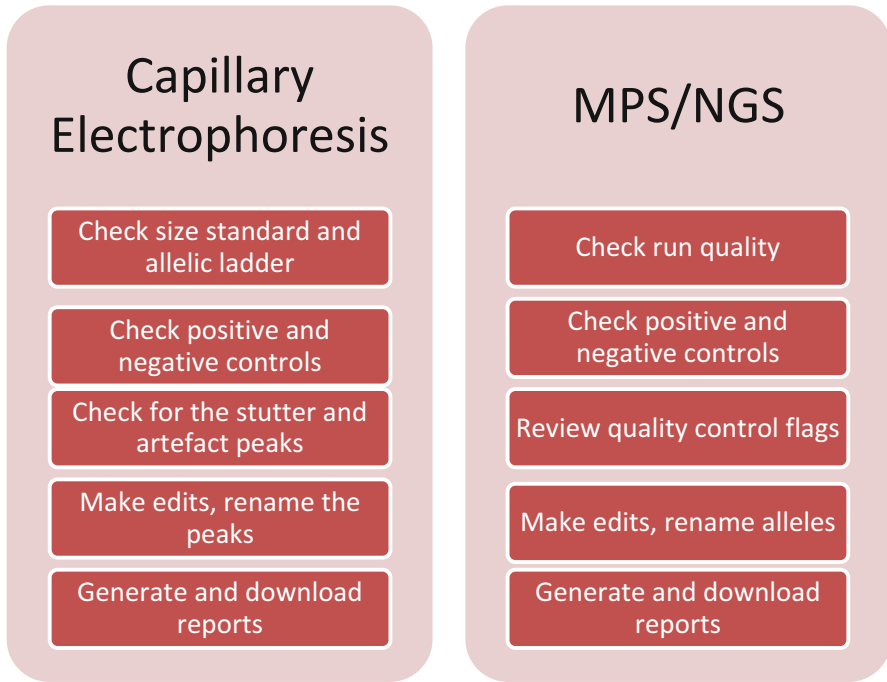 Capillary
Electrophoresis
Check size standard and
allelic ladder
Check positive and
negative controls
Check for the stutter and
artefact peaks
Make edits, rename the
peaks
Generate and download
reports
MPS/NGS
Check run quality
Check positive and
negative controls
Review quality control flags
Make edits, rename alleles
Generate and download
reports